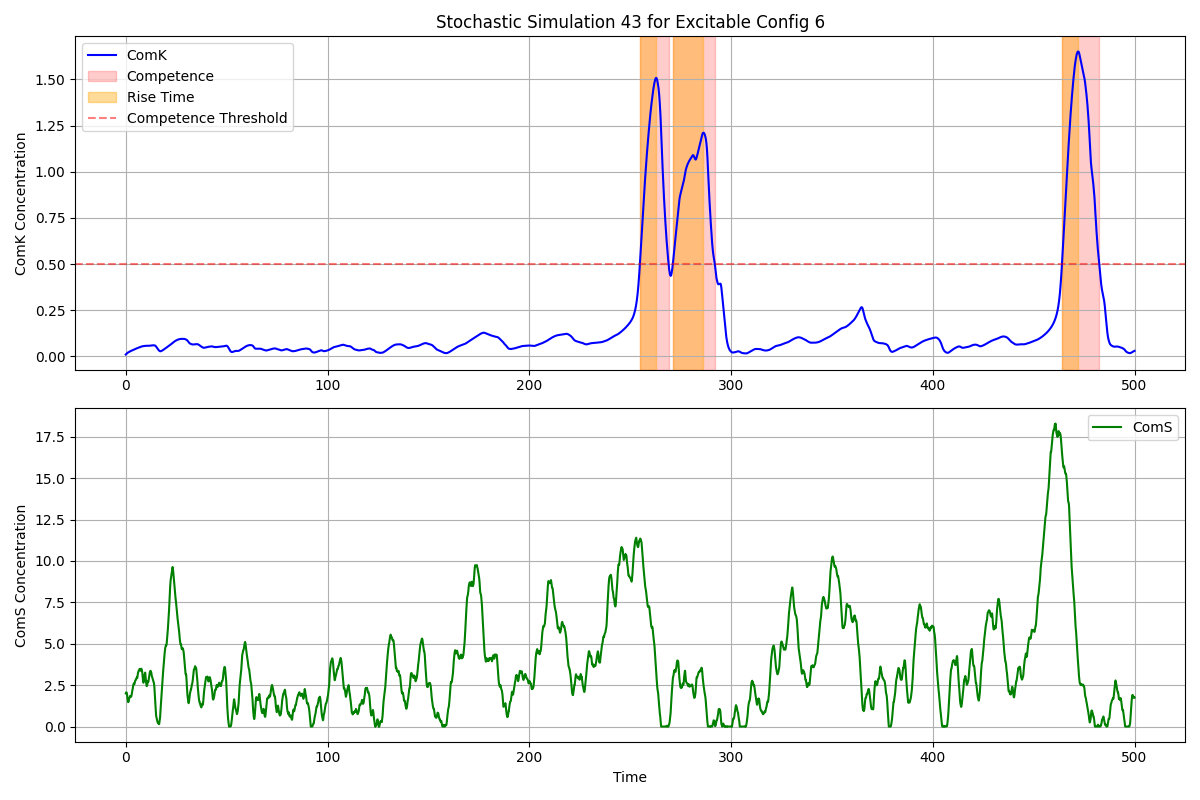 Stochastic Simulation 43 for Excitable Config 6
ComK Concentration
1.50
1.25
1.00
0.75
0.50
0.25
0.00
ComK
Competence
Rise Time
Competence Threshold
0 100 200 300 400 500
ComS Concentration
17.5
15.0
12.5
10.0
7.5
5.0
2.5
0.0
ComS
0 100 200 300 400 500
Time